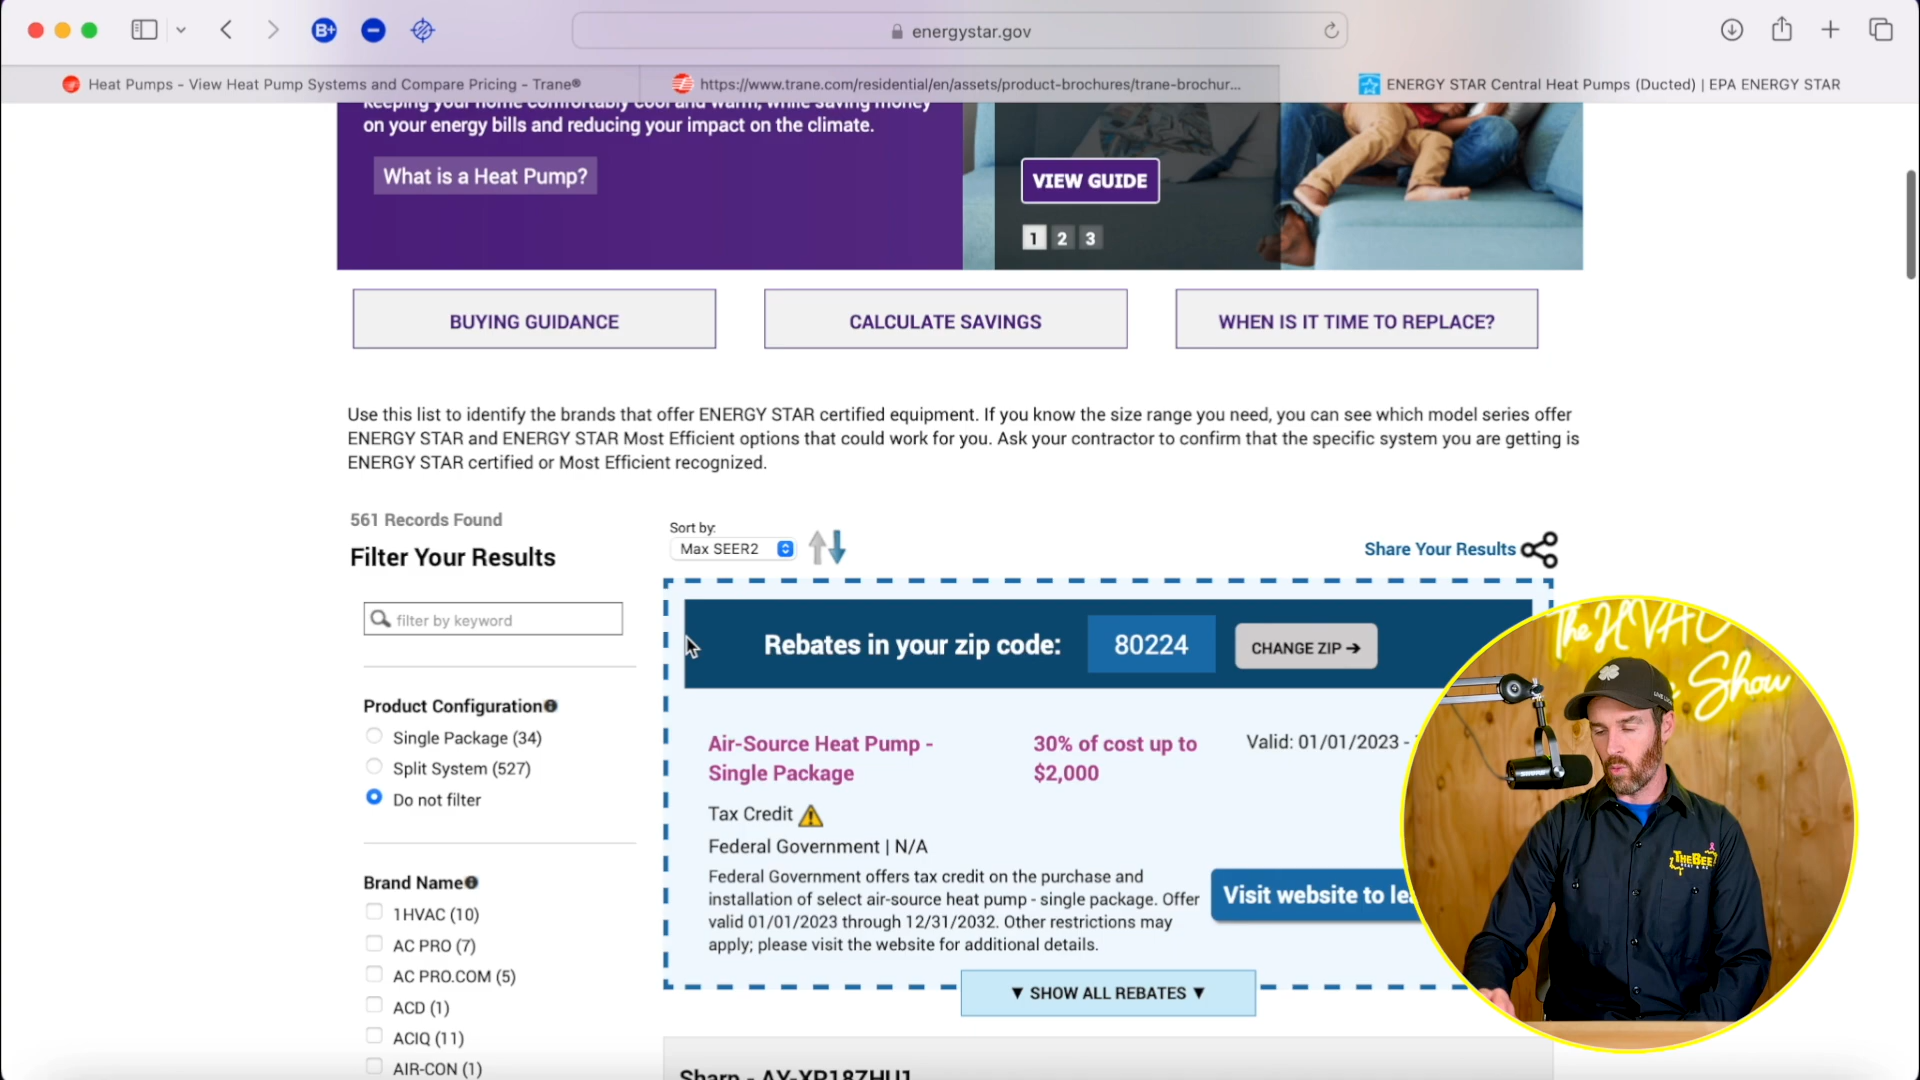 energystar.gov
Heat Pumps - View Heat Pump Systems and Compare Pricing - Trane®
https://www.trane.com/residential/en/assets/product-brochures/trane-brochur...
ENERGY STAR Central Heat Pumps (Ducted) | EPA ENERGY STAR
keeping your home comfortably cool and warm, while saving money
on your energy bills and reducing your impact on the climate.
What is a Heat Pump?
VIEW GUIDE
1 2 3
BUYING GUIDANCE
CALCULATE SAVINGS
WHEN IS IT TIME TO REPLACE?
Use this list to identify the brands that offer ENERGY STAR certified equipment. If you know the size range you need, you can see which model series offer
ENERGY STAR and ENERGY STAR Most Efficient options that could work for you. Ask your contractor to confirm that the specific system you are getting is
ENERGY STAR certified or Most Efficient recognized.
561 Records Found
Filter Your Results
filter by keyword
Product Configuration
Single Package (34)
Split System (527)
Do not filter
Brand Name
1HVAC (10)
AC PRO (7)
AC PRO.COM (5)
ACD (1)
ACIQ (11)
AIR-CON (1)
Sort by:
Max SEER2
Share Your Results
Rebates in your zip code:
80224
CHANGE ZIP
Air-Source Heat Pump -
Single Package
30% of cost up to
$2,000
Valid: 01/01/2023 -
Tax Credit
Federal Government | N/A
Federal Government offers tax credit on the purchase and
installation of select air-source heat pump - single package. Offer
valid 01/01/2023 through 12/31/2032. Other restrictions may
apply; please visit the website for additional details.
Visit website to le
▼ SHOW ALL REBATES ▼
Sharp - AY-XP18ZHU1
The HVAC
Show
SHURE
THEBEE
B+